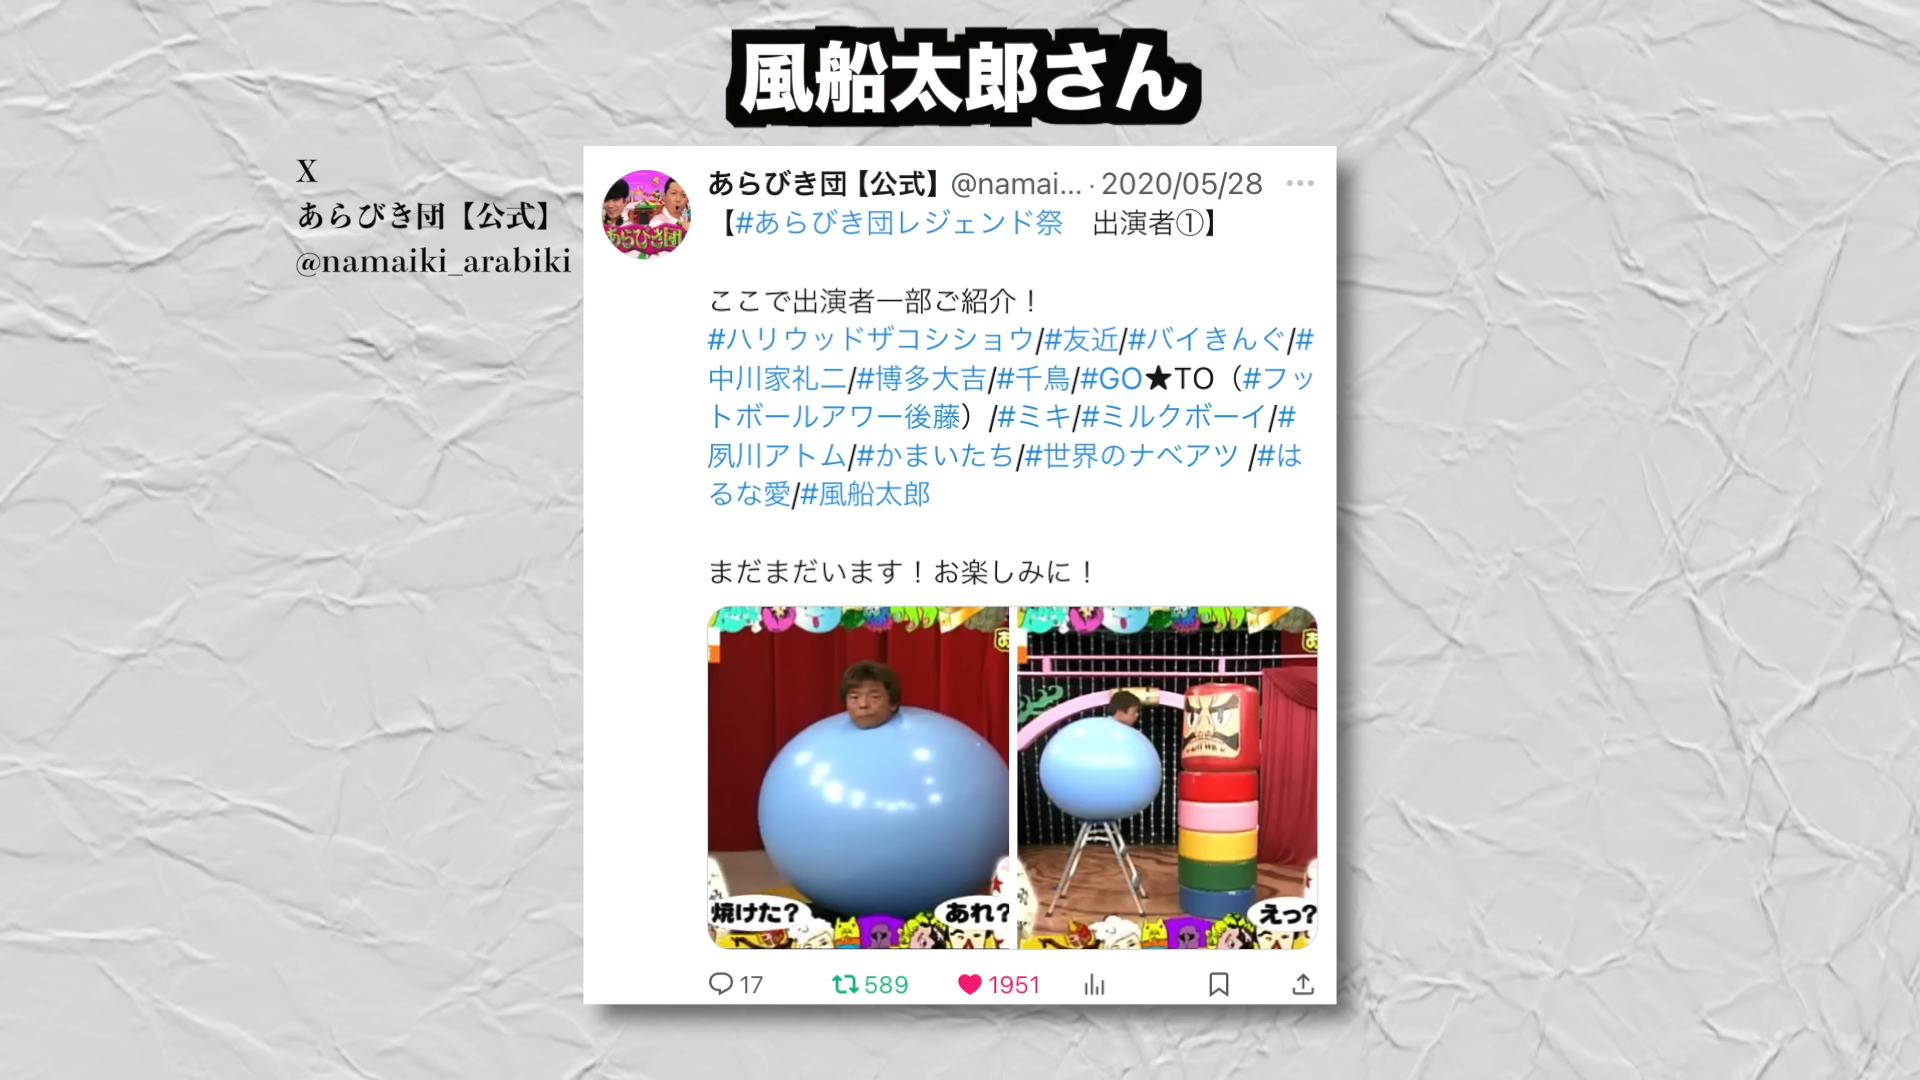 風船太郎さん
X
あらびき団【公式】
@namaiki_arabiki
あらびき団【公式】@namai... · 2020/05/28
【#あらびき団レジェンド祭　出演者①】
ここで出演者一部ご紹介！
#ハリウッドザコシショウ/#友近/#バイきんぐ/#
中川家礼二/#博多大吉/#千鳥/#GO★TO（#フッ
トボールアワー後藤）/#ミキ/#ミルクボーイ/#
夙川アトム/#かまいたち/#世界のナベアツ /#は
るな愛/#風船太郎
まだまだいます！お楽しみに！
あらびき団
焼けた?
あれ?
えっ?
17
589
1951